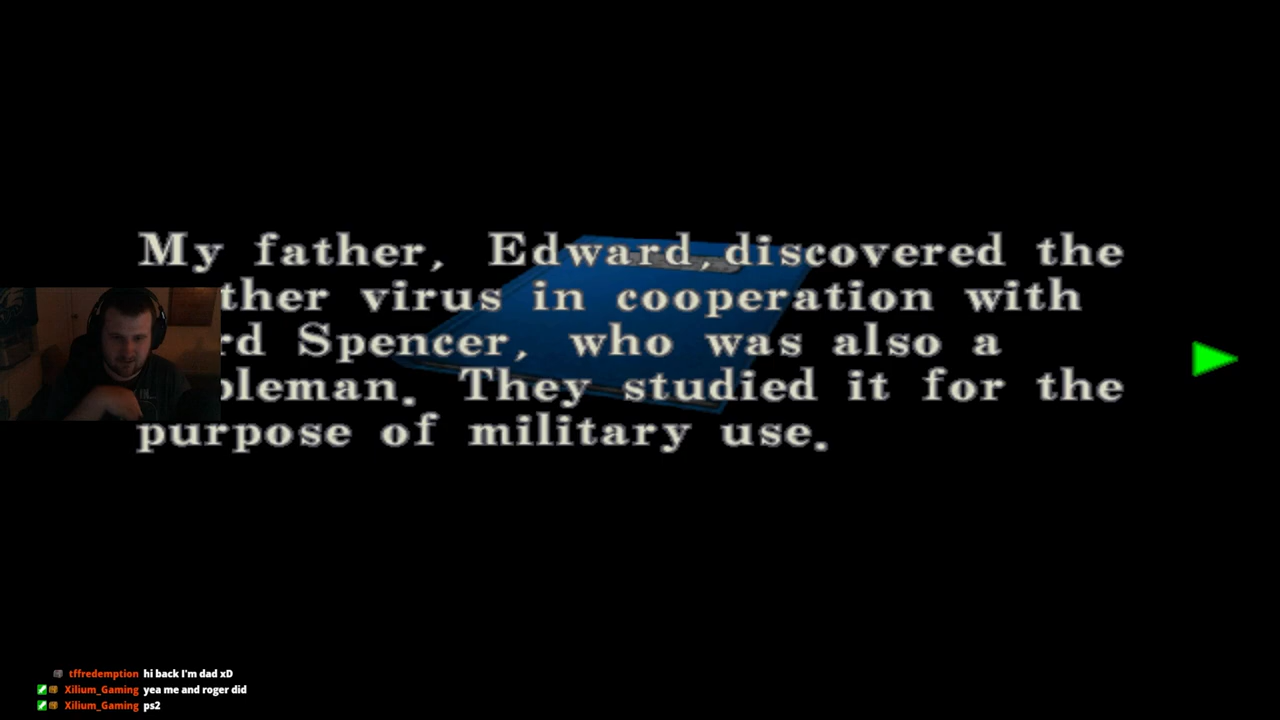 My father, Edward,discovered the
ther virus in cooperation with
rd Spencer, who was also a
bleman. They studied it for the
purpose of military use.
tffredemption hi back I'm dad xD
Xilium_Gaming yea me and roger did
Xilium_Gaming ps2